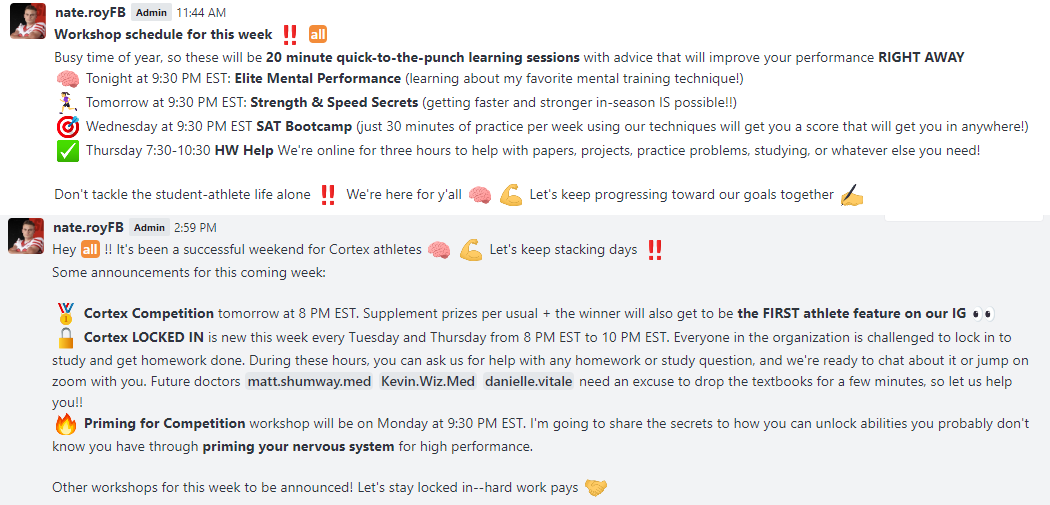 nate.royFB Admin 11:44 AM
Workshop schedule for this week ‼️ all
Busy time of year, so these will be 20 minute quick-to-the-punch learning sessions with advice that will improve your performance RIGHT AWAY
🧠 Tonight at 9:30 PM EST: Elite Mental Performance (learning about my favorite mental training technique!)
🏃‍♀️ Tomorrow at 9:30 PM EST: Strength & Speed Secrets (getting faster and stronger in-season IS possible!!)
🎯 Wednesday at 9:30 PM EST SAT Bootcamp (just 30 minutes of practice per week using our techniques will get you a score that will get you in anywhere!)
✅ Thursday 7:30-10:30 HW Help We're online for three hours to help with papers, projects, practice problems, studying, or whatever else you need!
Don't tackle the student-athlete life alone ‼️ We're here for y'all 🧠 💪 Let's keep progressing toward our goals together ✍️
nate.royFB Admin 2:59 PM
Hey all !! It's been a successful weekend for Cortex athletes 🧠 💪 Let's keep stacking days ‼️
Some announcements for this coming week:
🏅 Cortex Competition tomorrow at 8 PM EST. Supplement prizes per usual + the winner will also get to be the FIRST athlete feature on our IG 👀
🔒 Cortex LOCKED IN is new this week every Tuesday and Thursday from 8 PM EST to 10 PM EST. Everyone in the organization is challenged to lock in to
study and get homework done. During these hours, you can ask us for help with any homework or study question, and we're ready to chat about it or jump on
zoom with you. Future doctors matt.shumway.med Kevin.Wiz.Med danielle.vitale need an excuse to drop the textbooks for a few minutes, so let us help
you!!
🔥 Priming for Competition workshop will be on Monday at 9:30 PM EST. I'm going to share the secrets to how you can unlock abilities you probably don't
know you have through priming your nervous system for high performance.
Other workshops for this week to be announced! Let's stay locked in--hard work pays 🤝